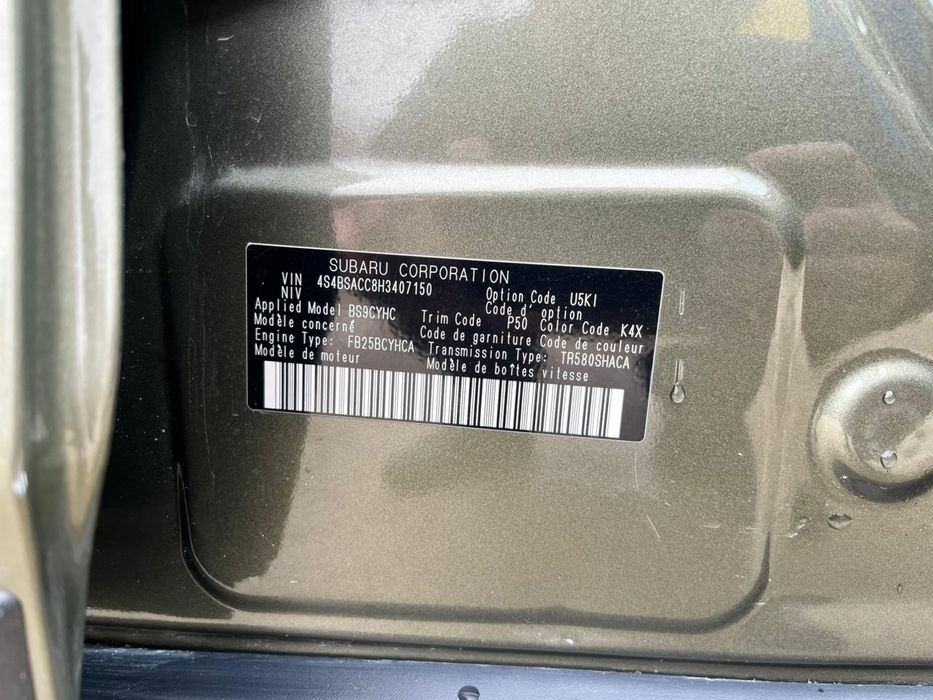 SUBARU CORPORATION
VIN 4S4BSACC8H3407150 Option Code U5KI
NIV Code d' option
Applied Model BS9CYHC Trim Code P50 Color Code K4X
Modèle concerné Code de garniture Code de couleur
Engine Type: FB25BCYHCA Transmission Type: TR580SHACA
Modèle de moteur Modèle de boîtes vitesse